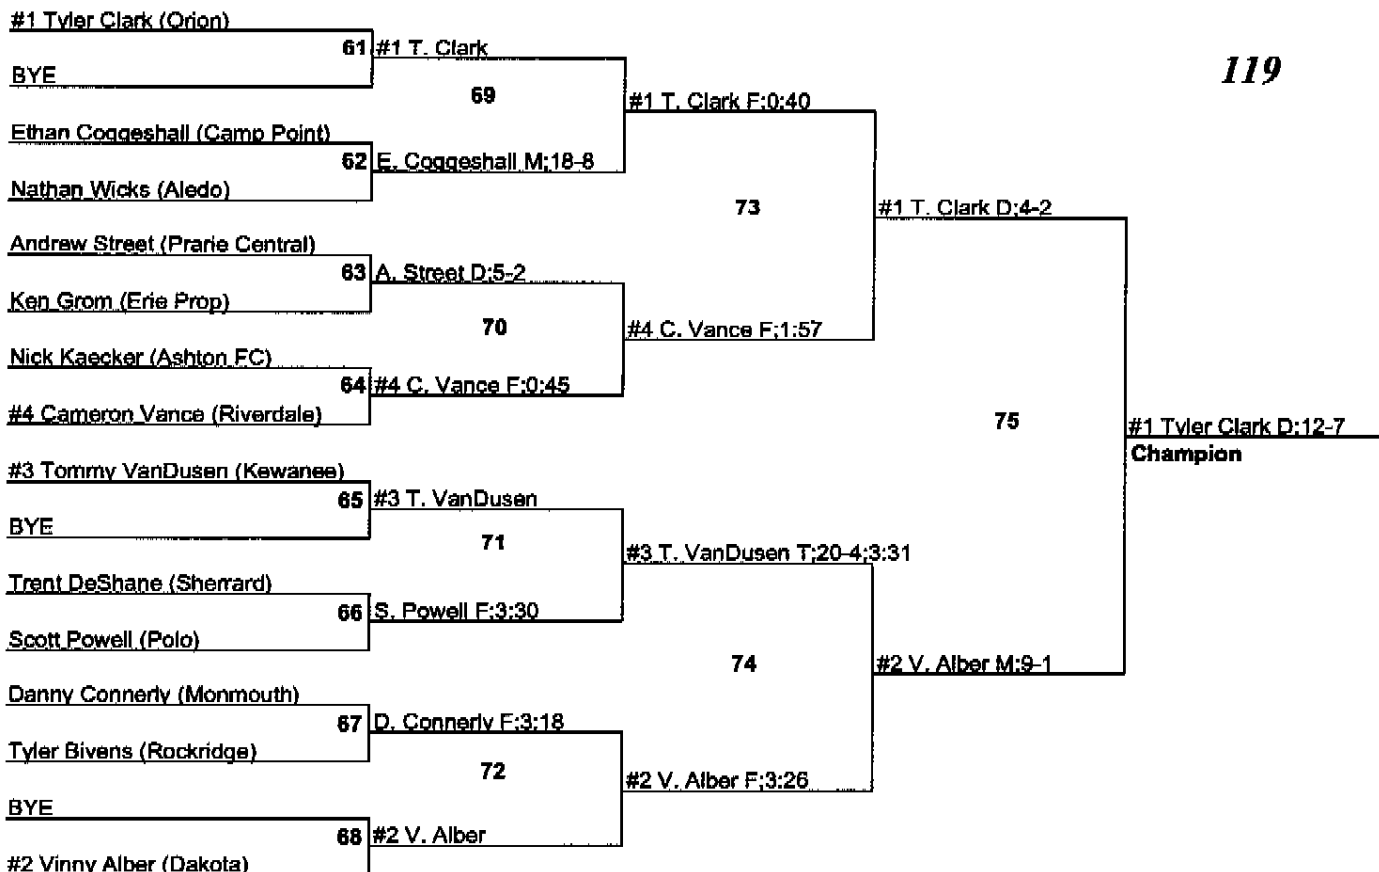 #1 Tyler Clark (Orion)
61 #1 T. Clark
BYE
119
69
#1 T. Clark F;0:40
Ethan Coggeshall (Camp Point)
62 E. Coggeshall M;18-8
Nathan Wicks (Aledo)
73
#1 T. Clark D;4-2
Andrew Street (Prarie Central)
63 A. Street D;5-2
Ken Grom (Erie Prop)
70
#4 C. Vance F;1:57
Nick Kaecker (Ashton FC)
64 #4 C. Vance F;0:45
#4 Cameron Vance (Riverdale)
75
#1 Tyler Clark D;12-7
Champion
#3 Tommy VanDusen (Kewanee)
65 #3 T. VanDusen
BYE
71
#3 T. VanDusen T;20-4;3:31
Trent DeShane (Sherrard)
66 S. Powell F;3:30
Scott Powell (Polo)
74
#2 V. Alber M;9-1
Danny Connerly (Monmouth)
67 D. Connerly F;3:18
Tyler Bivens (Rockridge)
72
#2 V. Alber F;3:26
BYE
68 #2 V. Alber
#2 Vinny Alber (Dakota)